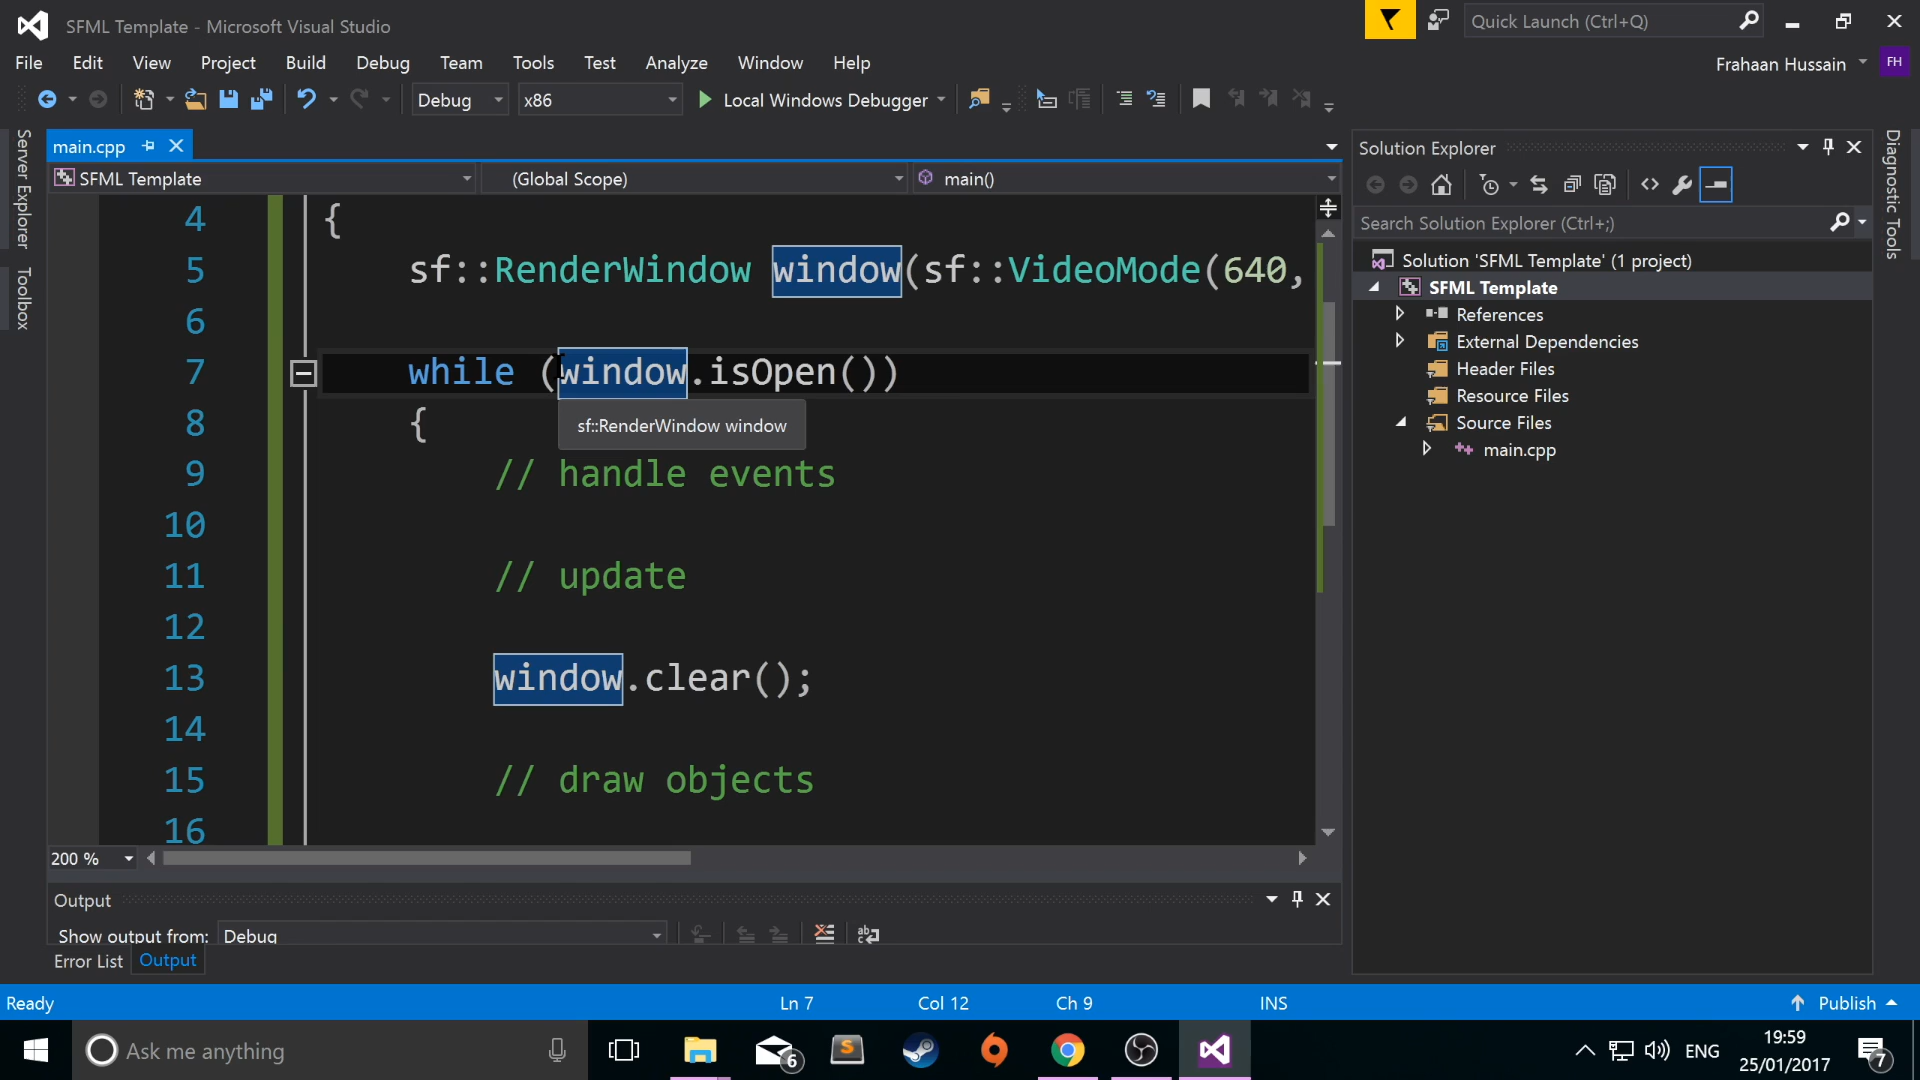 SFML Template - Microsoft Visual Studio
Quick Launch (Ctrl+Q)
File Edit View Project Build Debug Team Tools Test Analyze Window Help
Frahaan Hussain FH
Debug x86 Local Windows Debugger
Server Explorer
Toolbox
main.cpp
SFML Template (Global Scope) main()
4 {
5 sf::RenderWindow window(sf::VideoMode(640,
6
7 while (window.isOpen())
8 {
sf::RenderWindow window
9 // handle events
10
11 // update
12
13 window.clear();
14
15 // draw objects
16
200 %
Output
Show output from: Debug
Error List Output
Solution Explorer
Search Solution Explorer (Ctrl+;)
Solution 'SFML Template' (1 project)
SFML Template
References
External Dependencies
Header Files
Resource Files
Source Files
main.cpp
Diagnostic Tools
Ready Ln 7 Col 12 Ch 9 INS Publish
Ask me anything
6
S
ENG
19:59
25/01/2017
7